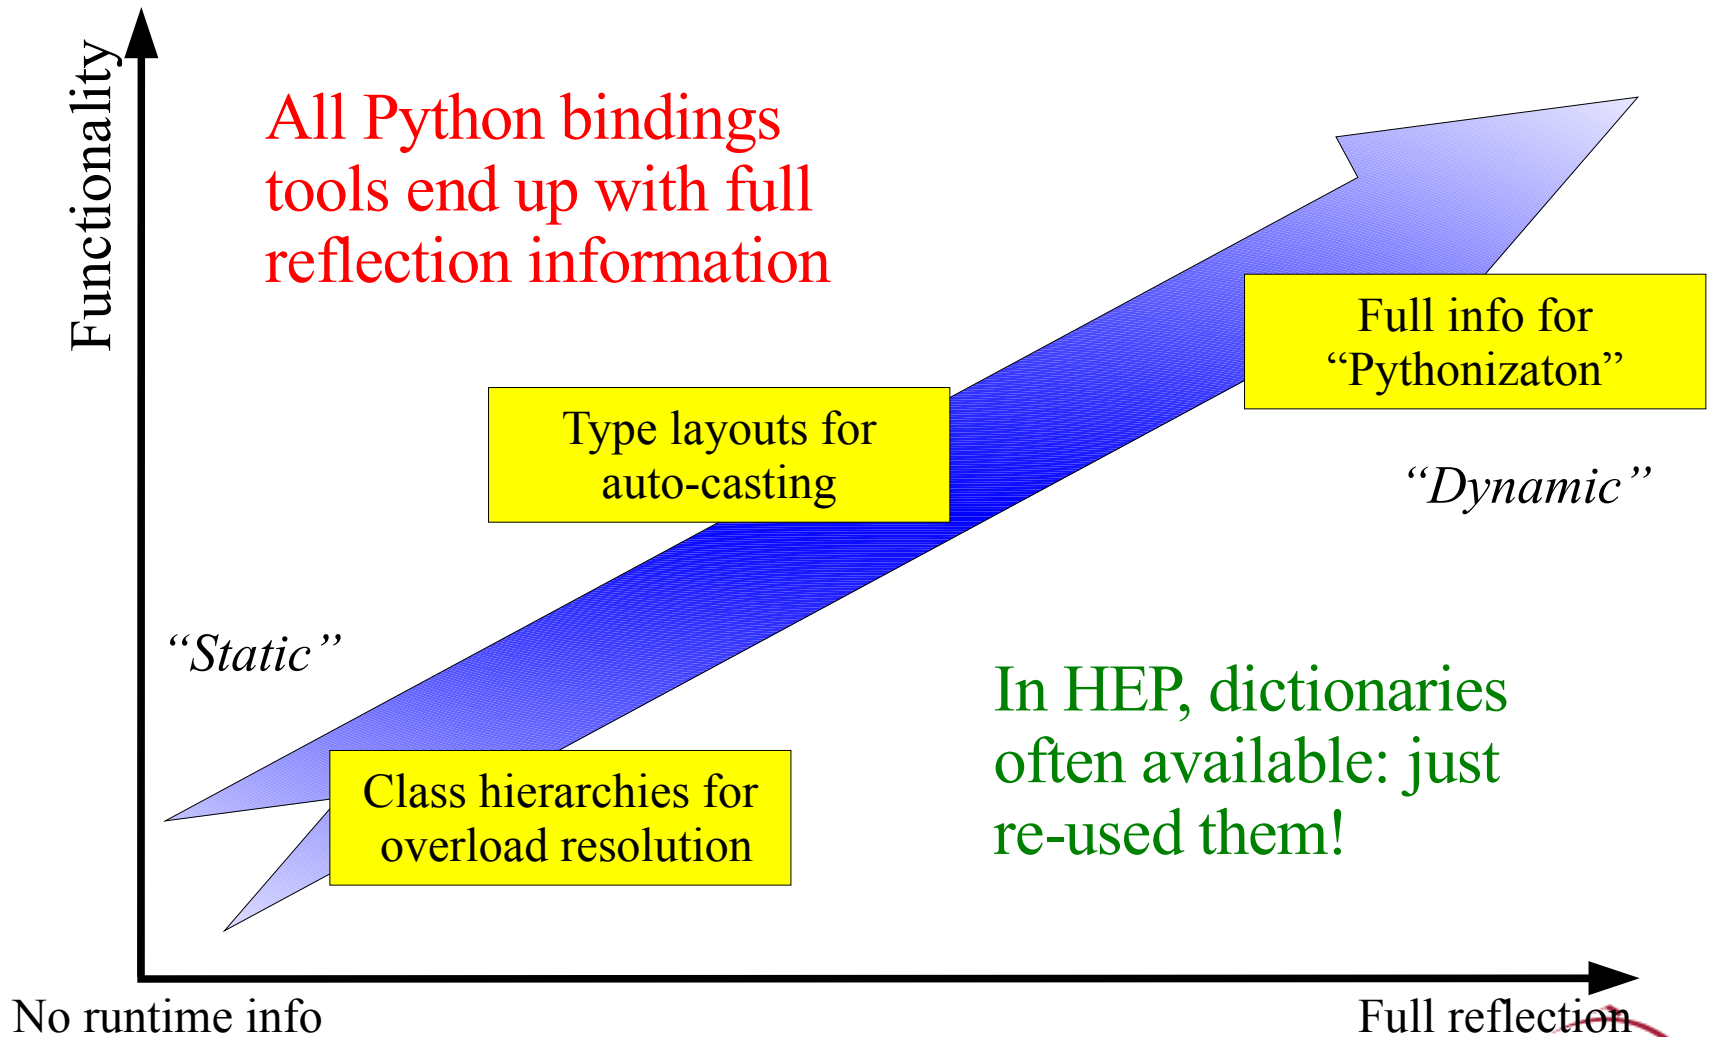 Functionality
All Python bindings
tools end up with full
reflection information
Full info for
“Pythonizaton”
Type layouts for
auto-casting
“Dynamic”
“Static”
In HEP, dictionaries
often available: just
re-used them!
Class hierarchies for
overload resolution
No runtime info
Full reflection